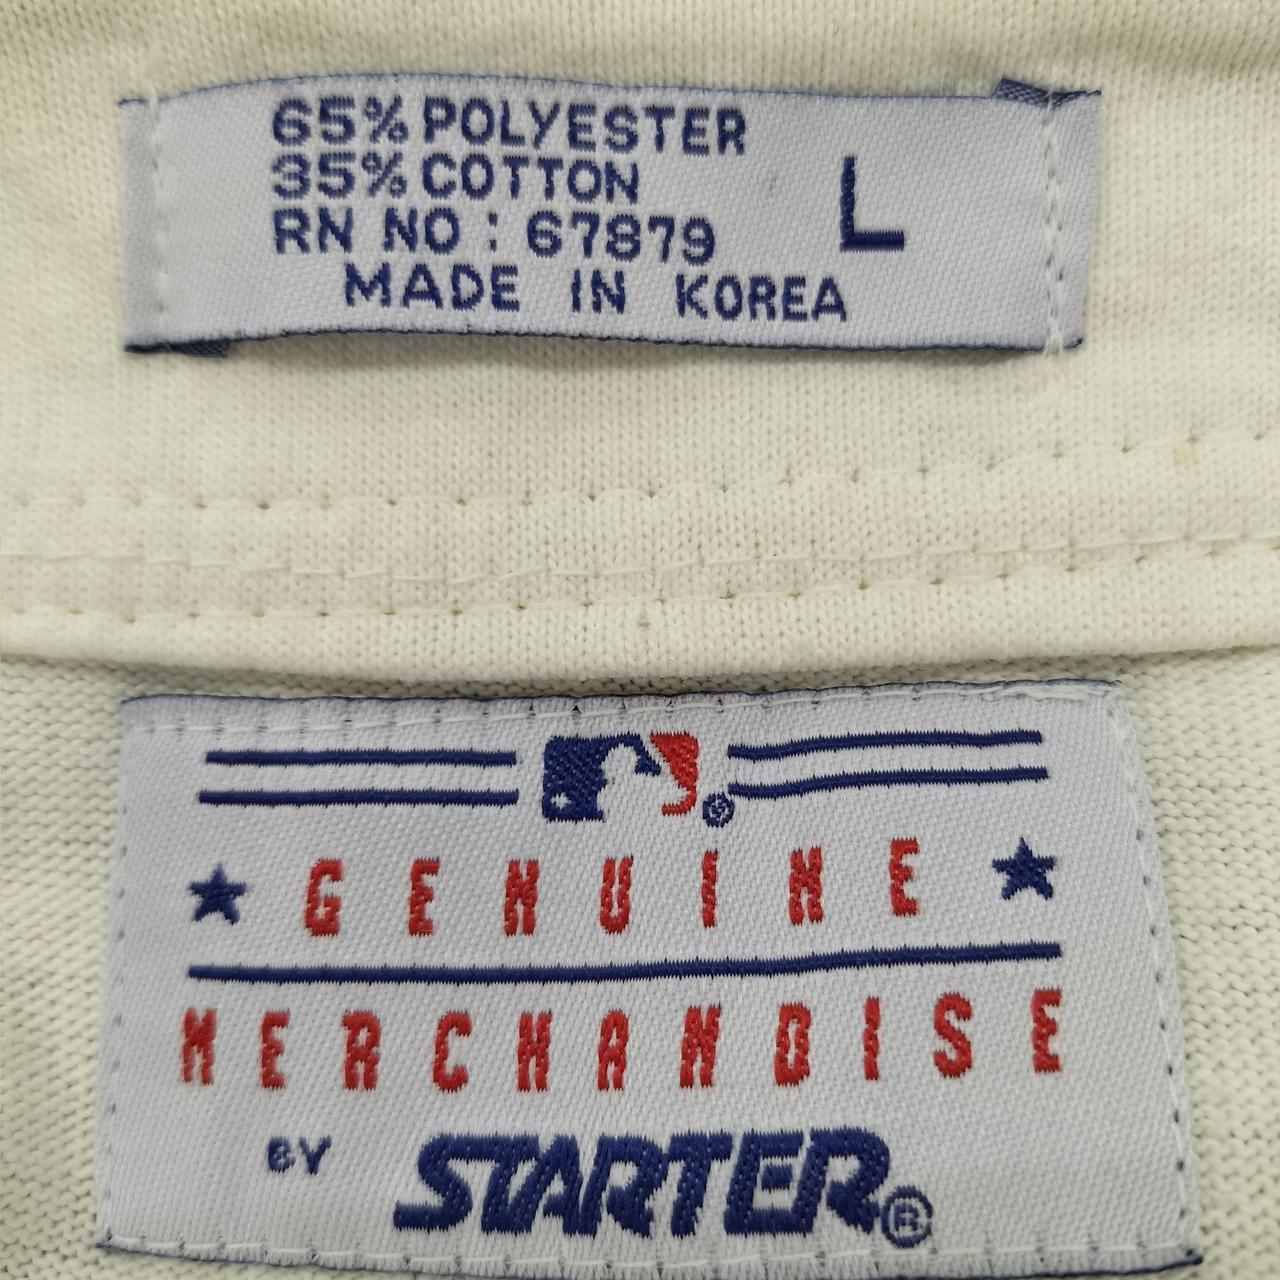 65% POLYESTER
35% COTTON
L
RN NO : 67879
MADE IN KOREA
®
GENUINE
MERCHANDISE
BY STARTER®